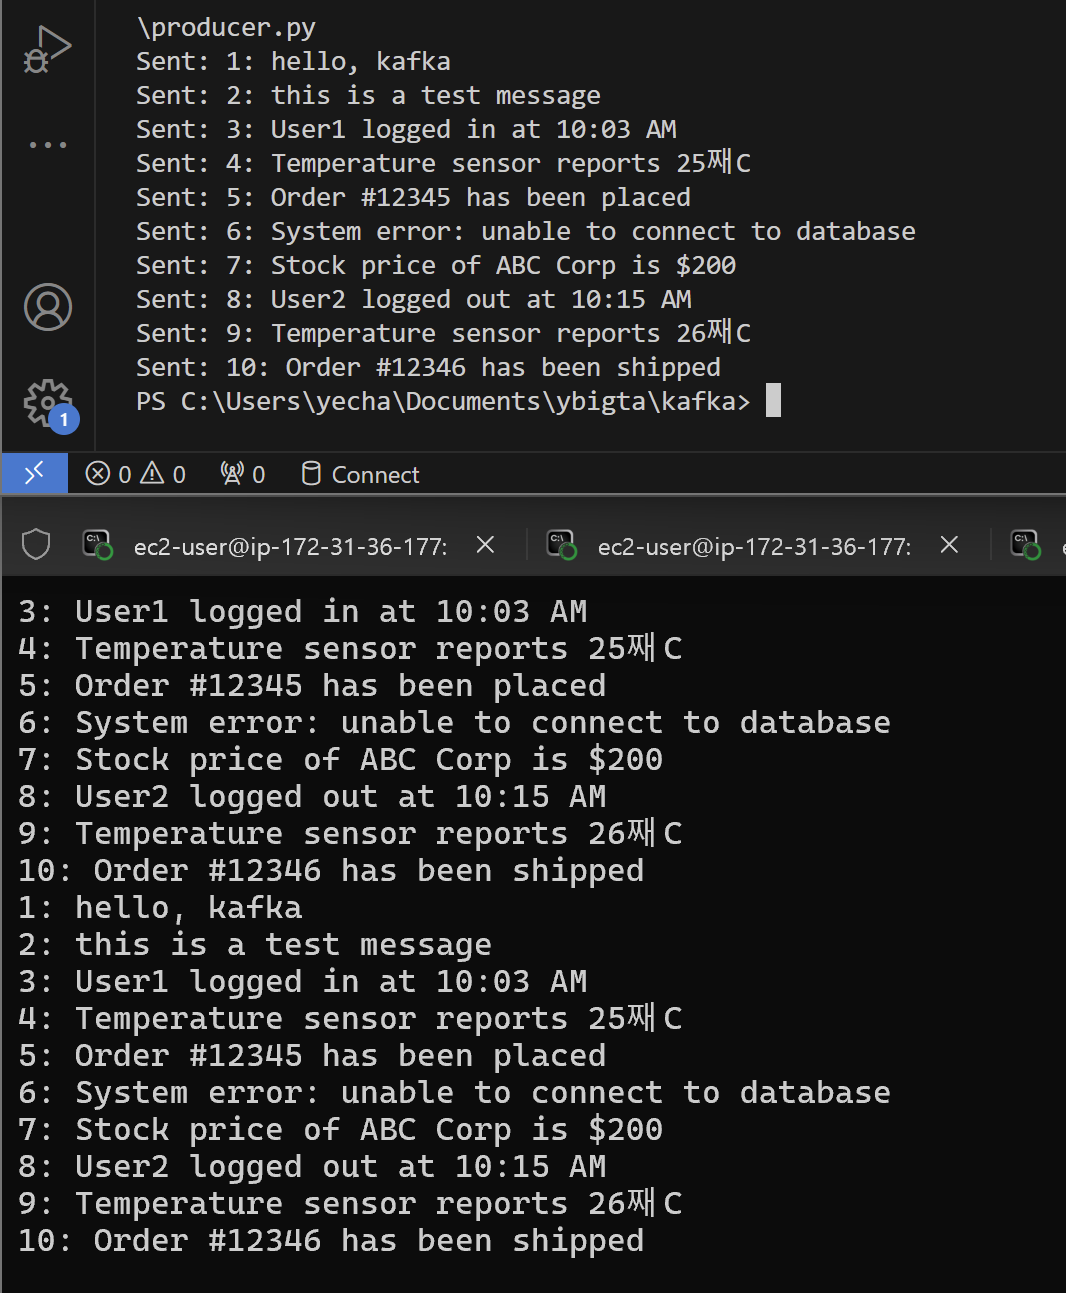 \producer.py
Sent: 1: hello, kafka
Sent: 2: this is a test message
Sent: 3: User1 logged in at 10:03 AM
Sent: 4: Temperature sensor reports 25째C
Sent: 5: Order #12345 has been placed
Sent: 6: System error: unable to connect to database
Sent: 7: Stock price of ABC Corp is $200
Sent: 8: User2 logged out at 10:15 AM
Sent: 9: Temperature sensor reports 26째C
Sent: 10: Order #12346 has been shipped
PS C:\Users\yecha\Documents\ybigta\kafka>
1
0 0 0 Connect
ec2-user@ip-172-31-36-177: ec2-user@ip-172-31-36-177:
3: User1 logged in at 10:03 AM
4: Temperature sensor reports 25째C
5: Order #12345 has been placed
6: System error: unable to connect to database
7: Stock price of ABC Corp is $200
8: User2 logged out at 10:15 AM
9: Temperature sensor reports 26째C
10: Order #12346 has been shipped
1: hello, kafka
2: this is a test message
3: User1 logged in at 10:03 AM
4: Temperature sensor reports 25째C
5: Order #12345 has been placed
6: System error: unable to connect to database
7: Stock price of ABC Corp is $200
8: User2 logged out at 10:15 AM
9: Temperature sensor reports 26째C
10: Order #12346 has been shipped